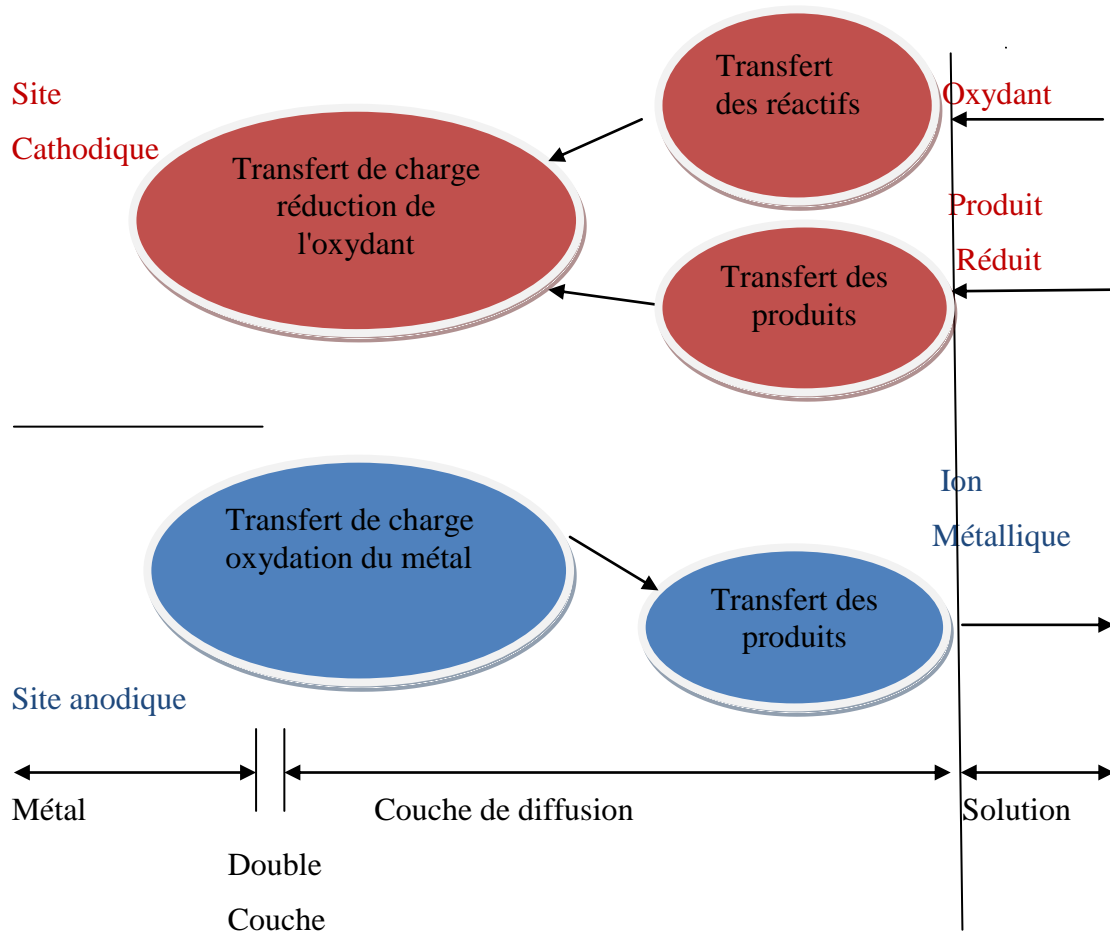 Site
Cathodique
Transfert de charge
réduction de
l'oxydant
Transfert
des réactifs
Oxydant
Produit
Réduit
Transfert des
produits
Transfert de charge
oxydation du métal
Ion
Métallique
Transfert des
produits
Site anodique
Métal
Couche de diffusion
Solution
Double
Couche